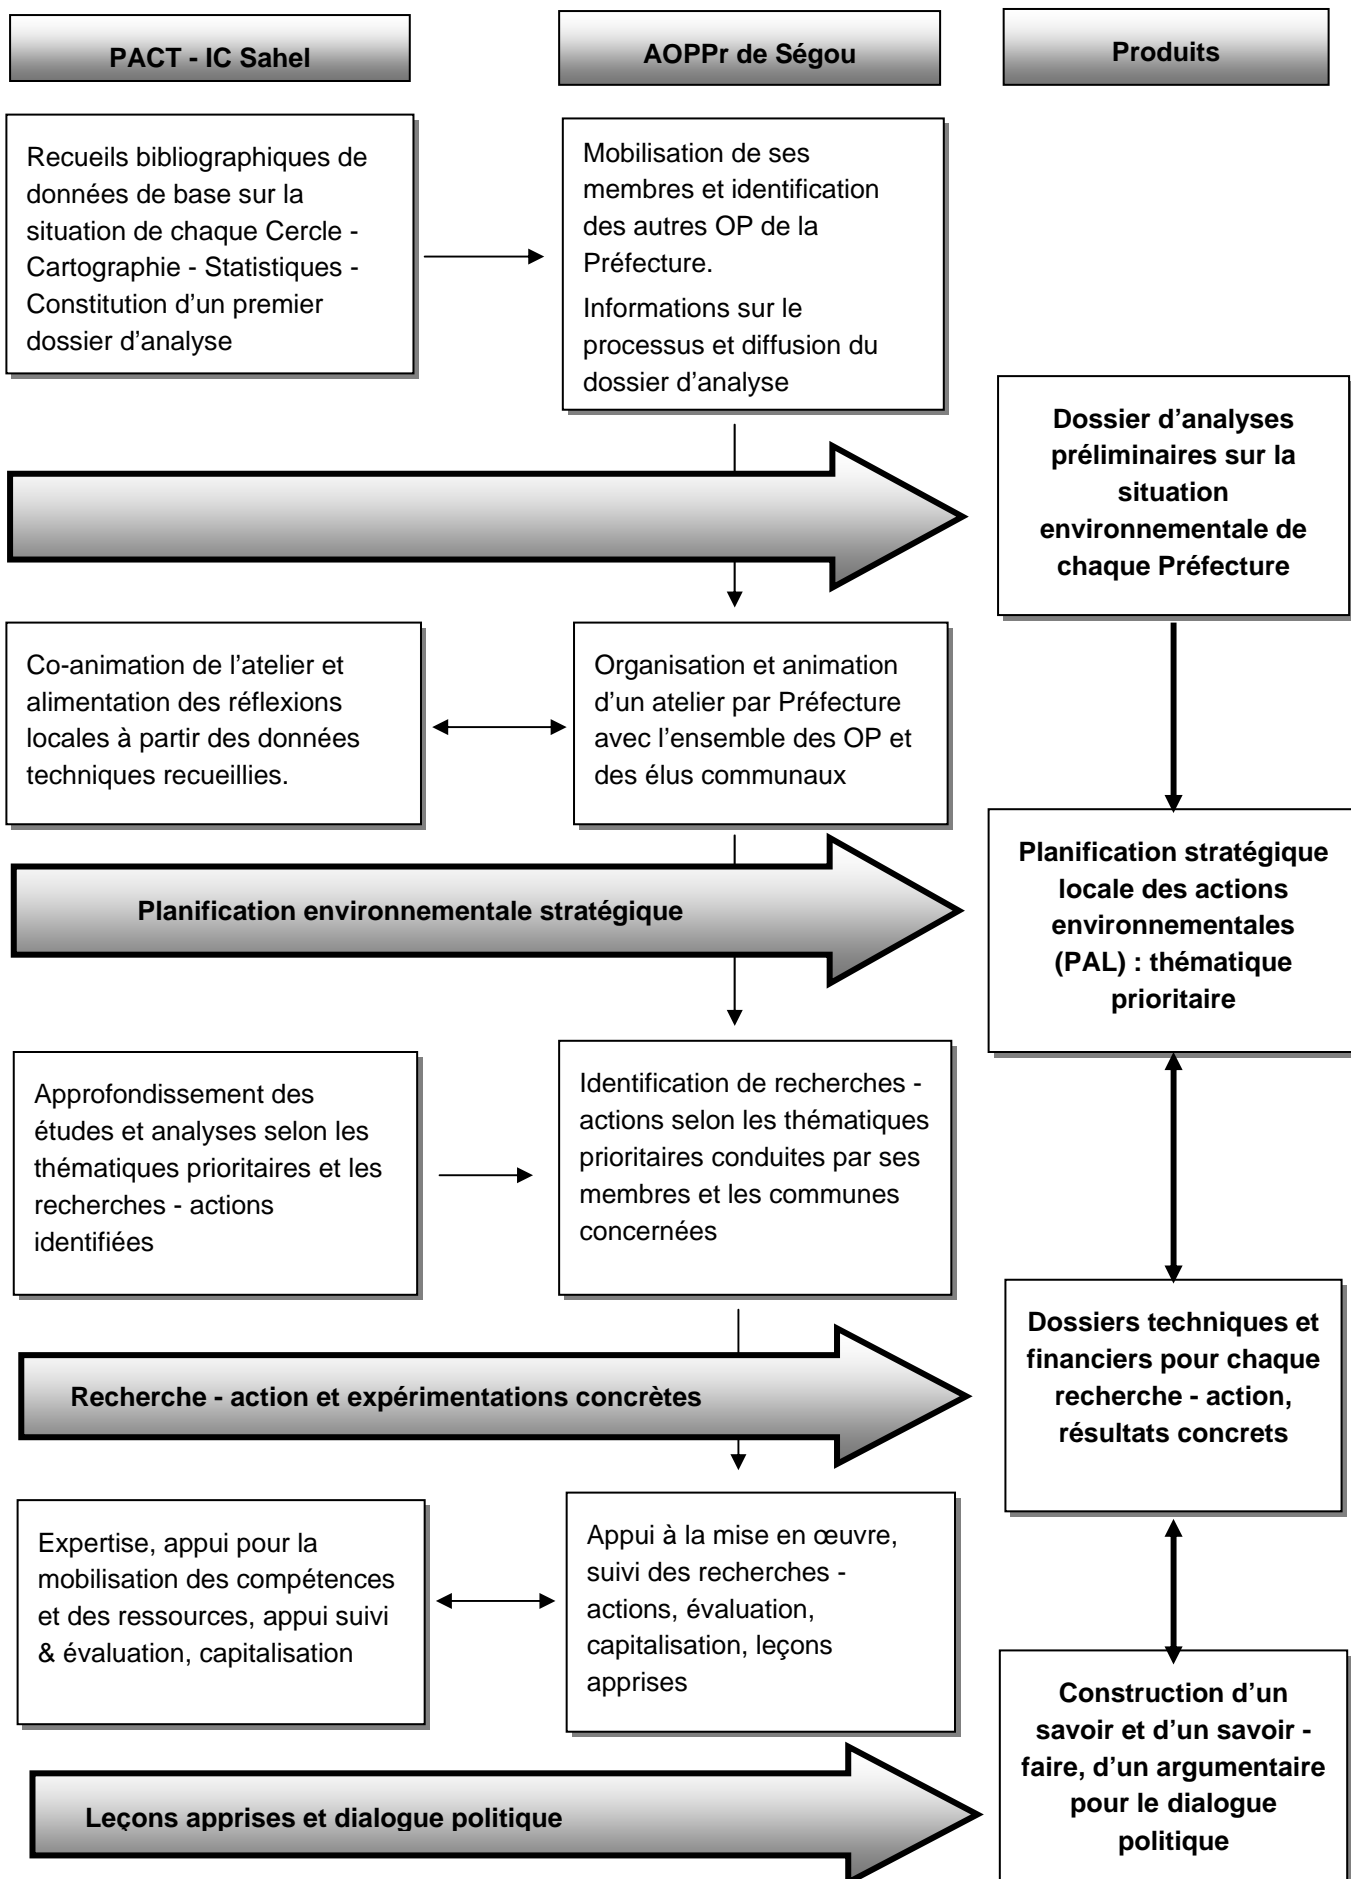 PACT - IC Sahel
AOPPr de Ségou
Produits
Recueils bibliographiques de
données de base sur la
situation de chaque Cercle -
Cartographie - Statistiques -
Constitution d’un premier
dossier d’analyse
Mobilisation de ses
membres et identification
des autres OP de la
Préfecture.
Informations sur le
processus et diffusion du
dossier d’analyse
Dossier d’analyses
préliminaires sur la
situation
environnementale de
chaque Préfecture
Co-animation de l’atelier et
alimentation des réflexions
locales à partir des données
techniques recueillies.
Organisation et animation
d’un atelier par Préfecture
avec l’ensemble des OP et
des élus communaux
Planification environnementale stratégique
Planification stratégique
locale des actions
environnementales
(PAL) : thématique
prioritaire
Approfondissement des
études et analyses selon les
thématiques prioritaires et les
recherches - actions
identifiées
Identification de recherches -
actions selon les thématiques
prioritaires conduites par ses
membres et les communes
concernées
Recherche - action et expérimentations concrètes
Dossiers techniques et
financiers pour chaque
recherche - action,
résultats concrets
Expertise, appui pour la
mobilisation des compétences
et des ressources, appui suivi
& évaluation, capitalisation
Appui à la mise en œuvre,
suivi des recherches -
actions, évaluation,
capitalisation, leçons
apprises
Leçons apprises et dialogue politique
Construction d’un
savoir et d’un savoir -
faire, d’un argumentaire
pour le dialogue
politique